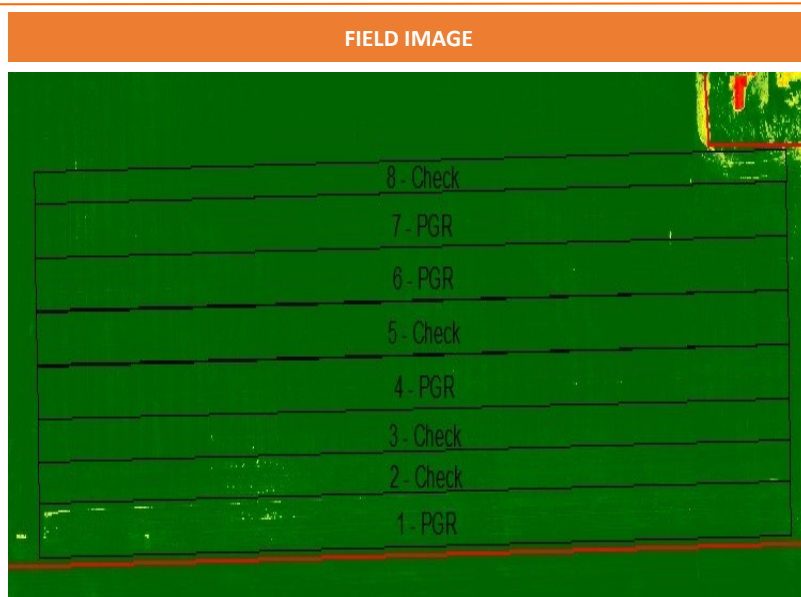 FIELD IMAGE
8 - Check
7 - PGR
6 - PGR
5 - Check
4 - PGR
3 - Check
2 - Check
1 - PGR